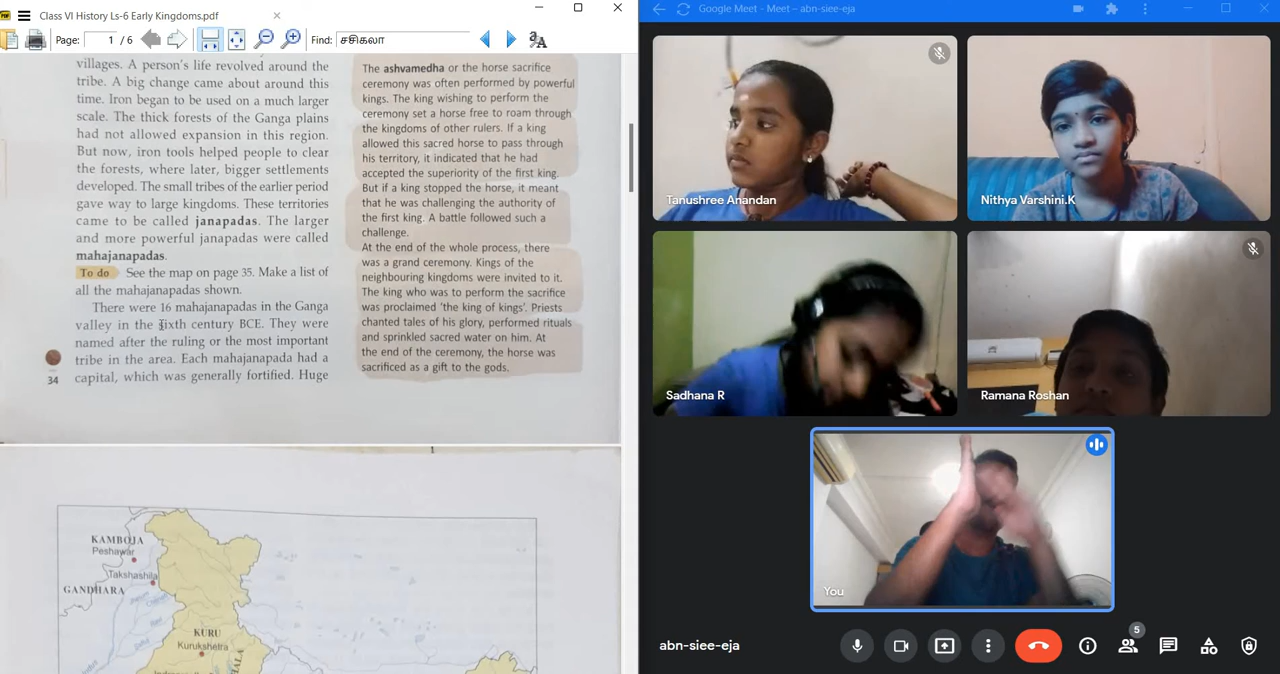 Class VI History Ls-6 Early Kingdoms.pdf
Page: 1 / 6
Find: சசிகலா
villages. A person's life revolved around the
tribe. A big change came about around this
time. Iron began to be used on a much larger
scale. The thick forests of the Ganga plains
had not allowed expansion in this region.
But now, iron tools helped people to clear
the forests, where later, bigger settlements
developed. The small tribes of the earlier period
gave way to large kingdoms. These territories
came to be called janapadas. The larger
and more powerful janapadas were called
mahajanapadas.
To do See the map on page 35. Make a list of
all the mahajanapadas shown.
There were 16 mahajanapadas in the Ganga
valley in the sixth century BCE. They were
named after the ruling or the most important
tribe in the area. Each mahajanapada had a
capital, which was generally fortified. Huge
34
The ashvamedha or the horse sacrifice
ceremony was often performed by powerful
kings. The king wishing to perform the
ceremony set a horse free to roam through
the kingdoms of other rulers. If a king
allowed this sacred horse to pass through
his territory, it indicated that he had
accepted the superiority of the first king.
But if a king stopped the horse, it meant
that he was challenging the authority of
the first king. A battle followed such a
challenge.
At the end of the whole process, there
was a grand ceremony. Kings of the
neighbouring kingdoms were invited to it.
The king who was to perform the sacrifice
was proclaimed 'the king of kings'. Priests
chanted tales of his glory, performed rituals
and sprinkled sacred water on him. At
the end of the ceremony, the horse was
sacrificed as a gift to the gods.
1
KAMBOJA
Peshawar
Takshashila
GANDHARA
KURU
Kurukshetra
Google Meet - Meet – abn-siee-eja
Tanushree Anandan
Nithya Varshini.K
Sadhana R
Ramana Roshan
You
abn-siee-eja
5